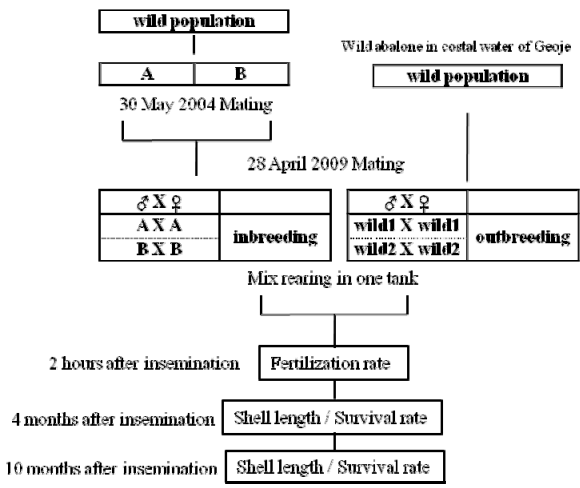 wild population
Wild abalone in costal water of Geoje
A B
wild population
30 May 2004 Mating
28 April 2009 Mating
♂ X ♀
A X A
B X B
inbreeding
♂ X ♀
wild1 X wild1
wild2 X wild2
outbreeding
Mix rearing in one tank
2 hours after insemination Fertilization rate
4 months after insemination Shell length / Survival rate
10 months after insemination Shell length / Survival rate